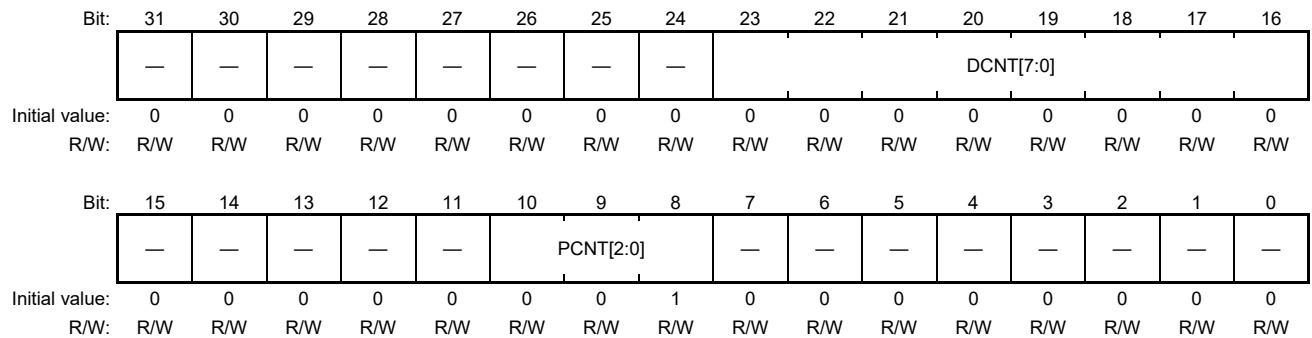 Bit: 31 30 29 28 27 26 25 24 23 22 21 20 19 18 17 16
— — — — — — — — DCNT[7:0]
Initial value: 0 0 0 0 0 0 0 0 0 0 0 0 0 0 0 0
R/W: R/W R/W R/W R/W R/W R/W R/W R/W R/W R/W R/W R/W R/W R/W R/W R/W
Bit: 15 14 13 12 11 10 9 8 7 6 5 4 3 2 1 0
— — — — — PCNT[2:0] — — — — — — — —
Initial value: 0 0 0 0 0 0 0 1 0 0 0 0 0 0 0 0
R/W: R/W R/W R/W R/W R/W R/W R/W R/W R/W R/W R/W R/W R/W R/W R/W R/W